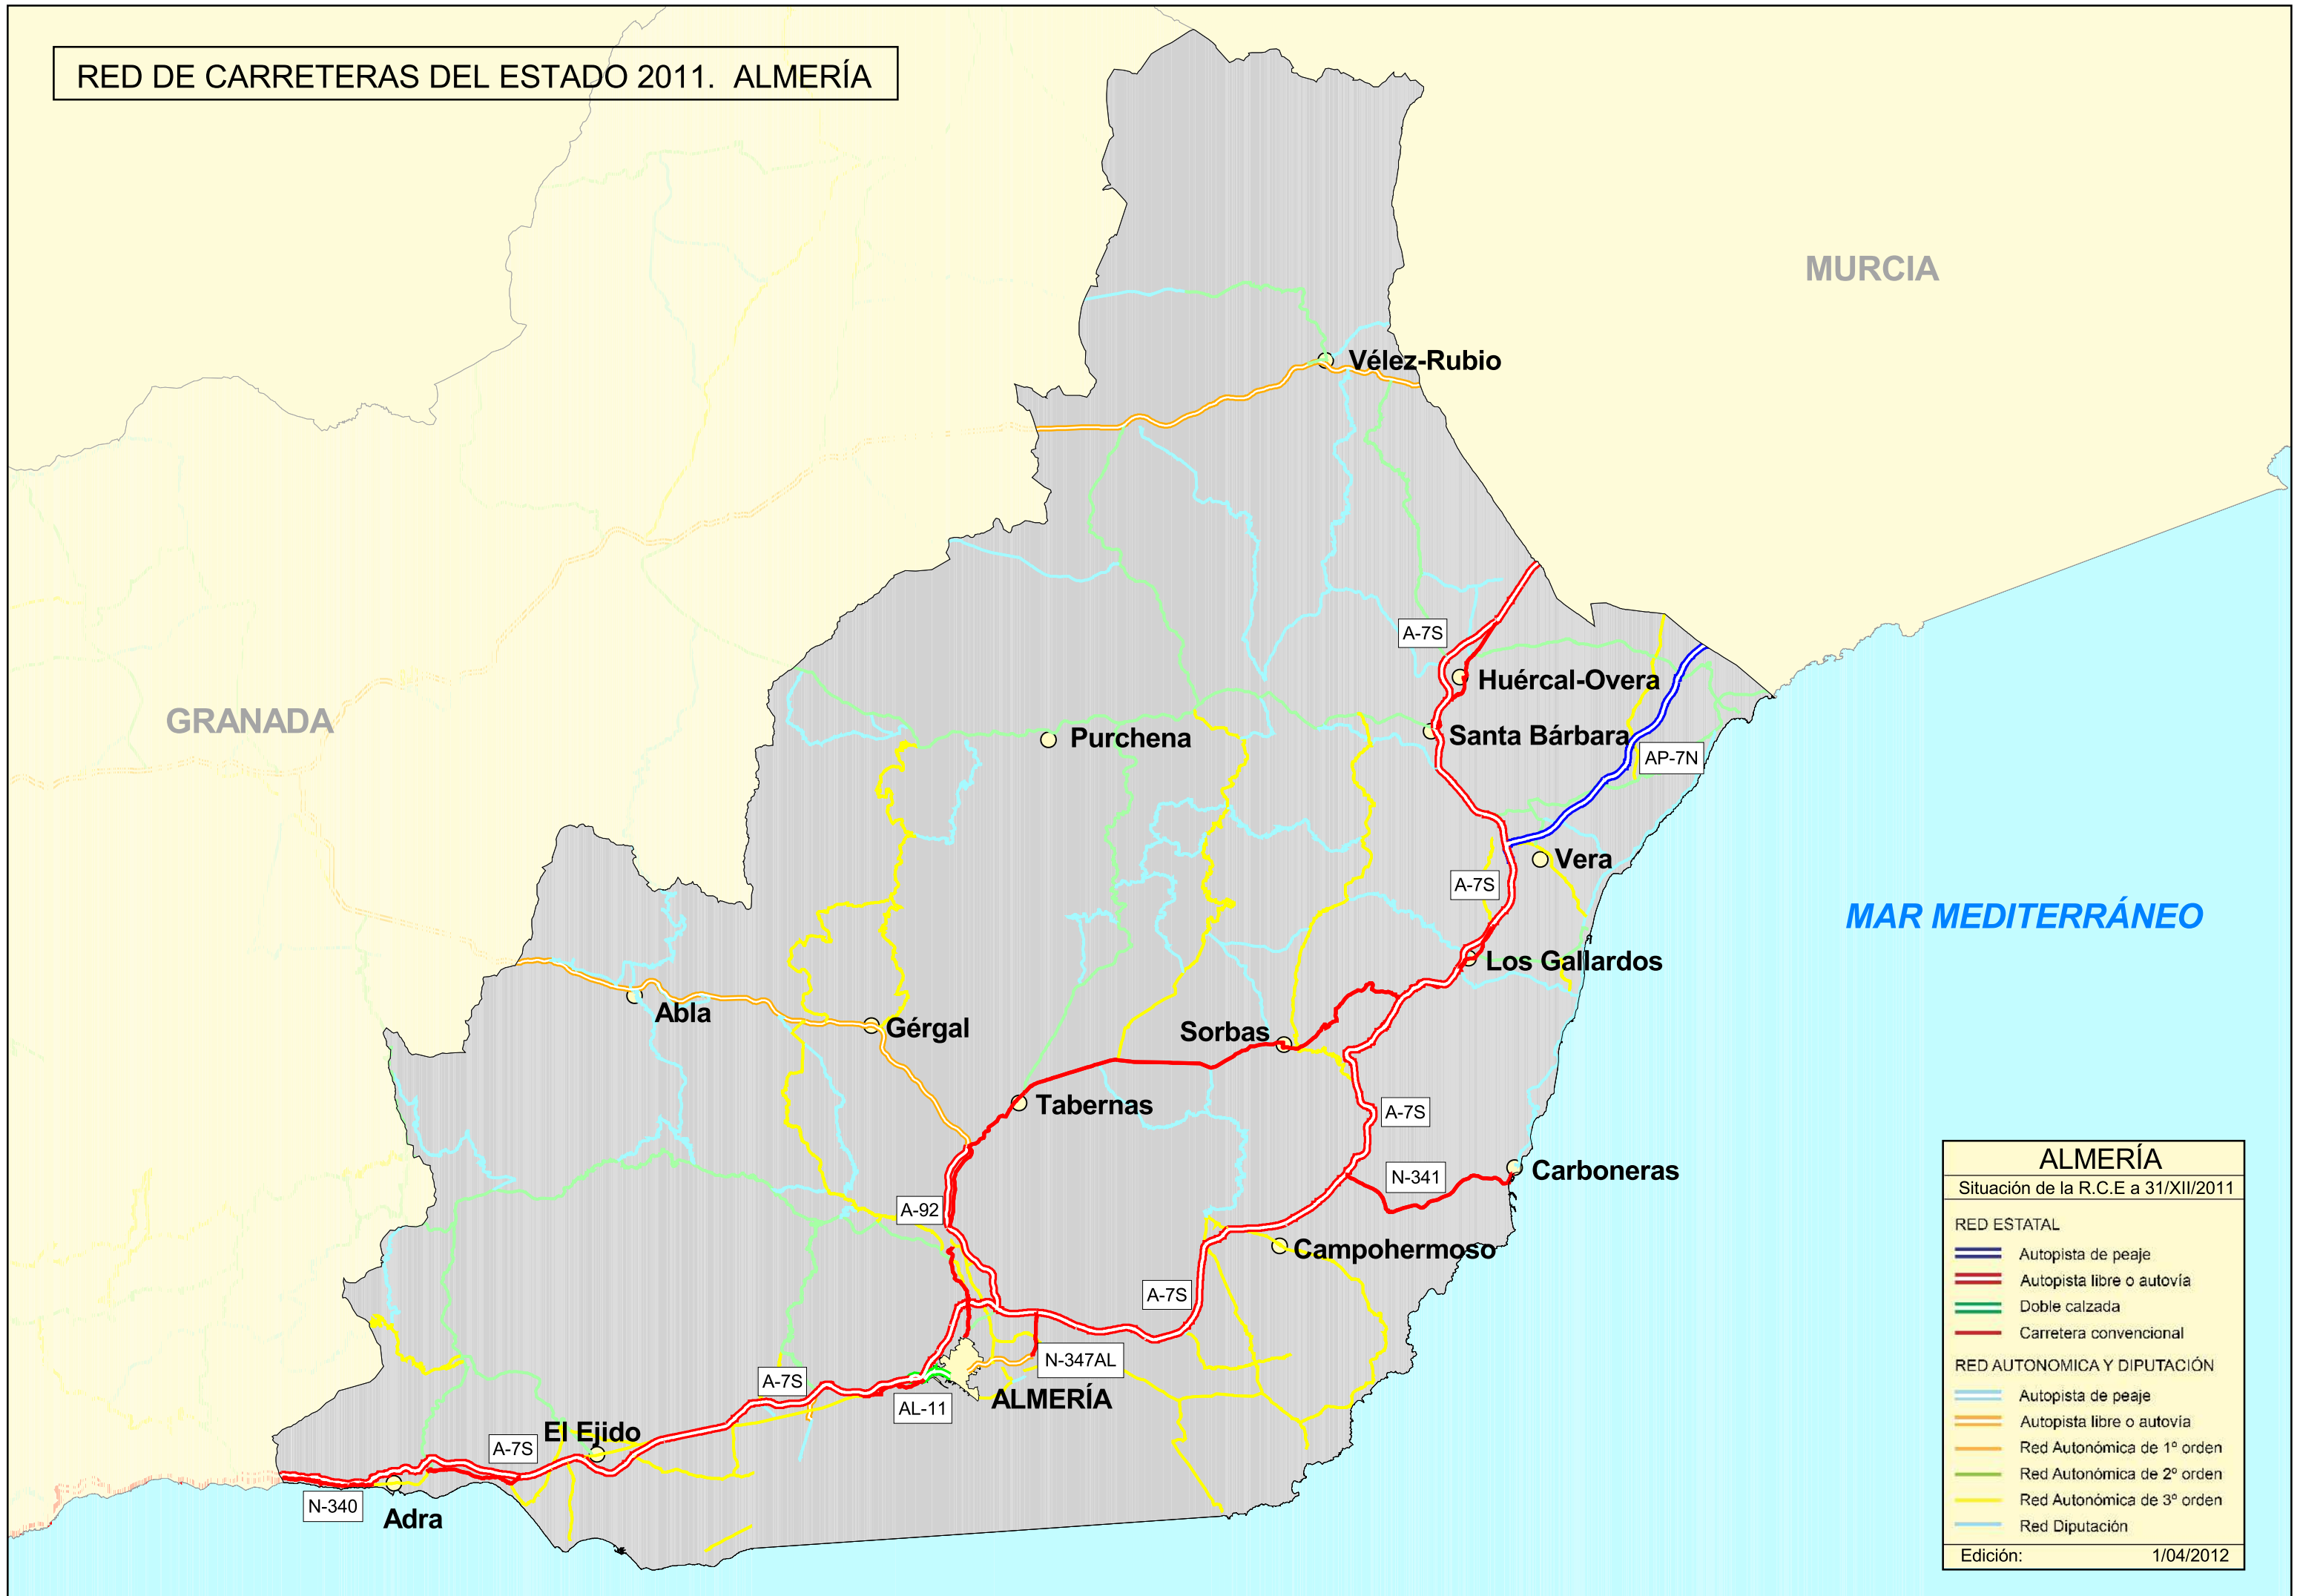 RED DE CARRETERAS DEL ESTADO 2011. ALMERÍA
MURCIA
Vélez-Rubio
A-7S
Huércal-Overa
GRANADA
Purchena
Santa Bárbara
AP-7N
Vera
A-7S
MAR MEDITERRÁNEO
Los Gallardos
Abla
Gérgal
Sorbas
Tabernas
A-7S
Carboneras
N-341
A-92
Campohermoso
A-7S
N-347AL
A-7S
ALMERÍA
AL-11
El Ejido
A-7S
N-340
Adra
ALMERÍA
Situación de la R.C.E a 31/XII/2011
RED ESTATAL
Autopista de peaje
Autopista libre o autovía
Doble calzada
Carretera convencional
RED AUTONOMICA Y DIPUTACIÓN
Autopista de peaje
Autopista libre o autovía
Red Autonómica de 1º orden
Red Autonómica de 2º orden
Red Autonómica de 3º orden
Red Diputación
Edición: 1/04/2012